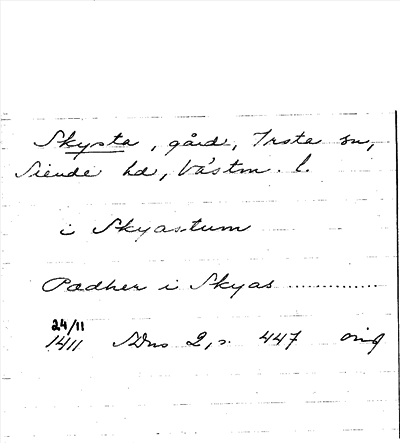 Skysta, gård, Irsta sn,
Siende hd, Västm. l.
i Skyastum
Padher i Skyas ..............
24/11
1411 SDns 2, s. 447 orig